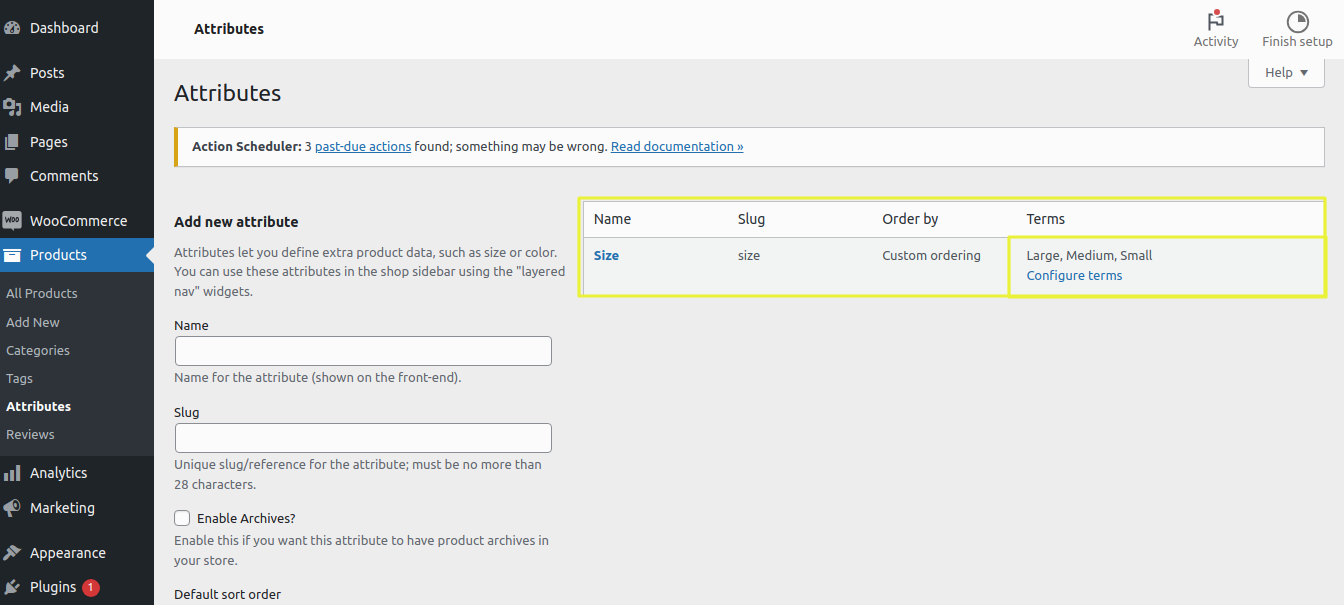 Dashboard
Posts
Media
Pages
Comments
Woo WooCommerce
Products
All Products
Add New
Categories
Tags
Attributes
Reviews
Analytics
Marketing
Appearance
Plugins 1
Attributes
Activity
Finish setup
Help ▼
Attributes
Action Scheduler: 3 past-due actions found; something may be wrong. Read documentation »
Add new attribute
Attributes let you define extra product data, such as size or color.
You can use these attributes in the shop sidebar using the "layered
nav" widgets.
Name
Name for the attribute (shown on the front-end).
Slug
Unique slug/reference for the attribute; must be no more than
28 characters.
Enable Archives?
Enable this if you want this attribute to have product archives in
your store.
Default sort order
Name Slug Order by Terms
Size size Custom ordering Large, Medium, Small
Configure terms